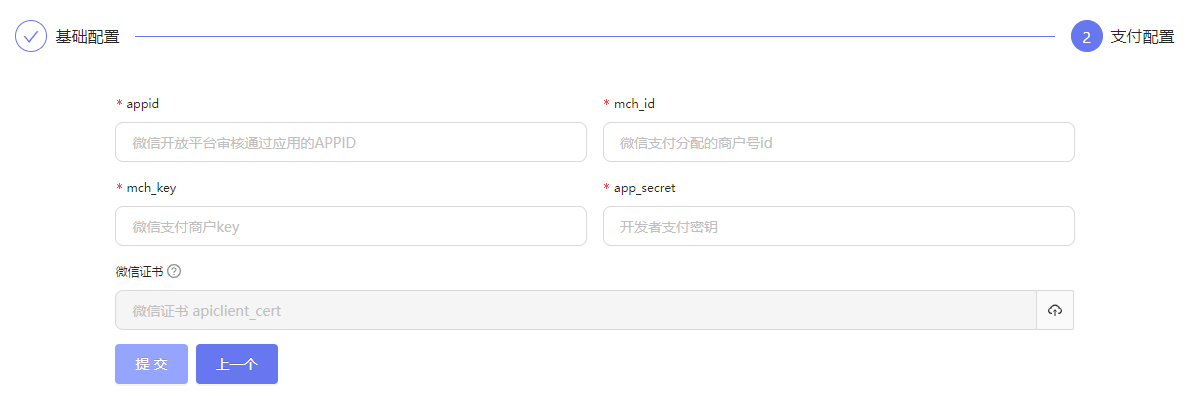 基础配置
2 支付配置
* appid
* mch_id
微信开放平台审核通过应用的APPID
微信支付分配的商户号id
* mch_key
* app_secret
微信支付商户key
开发者支付密钥
微信证书 ?
微信证书 apiclient_cert
提 交
上一个